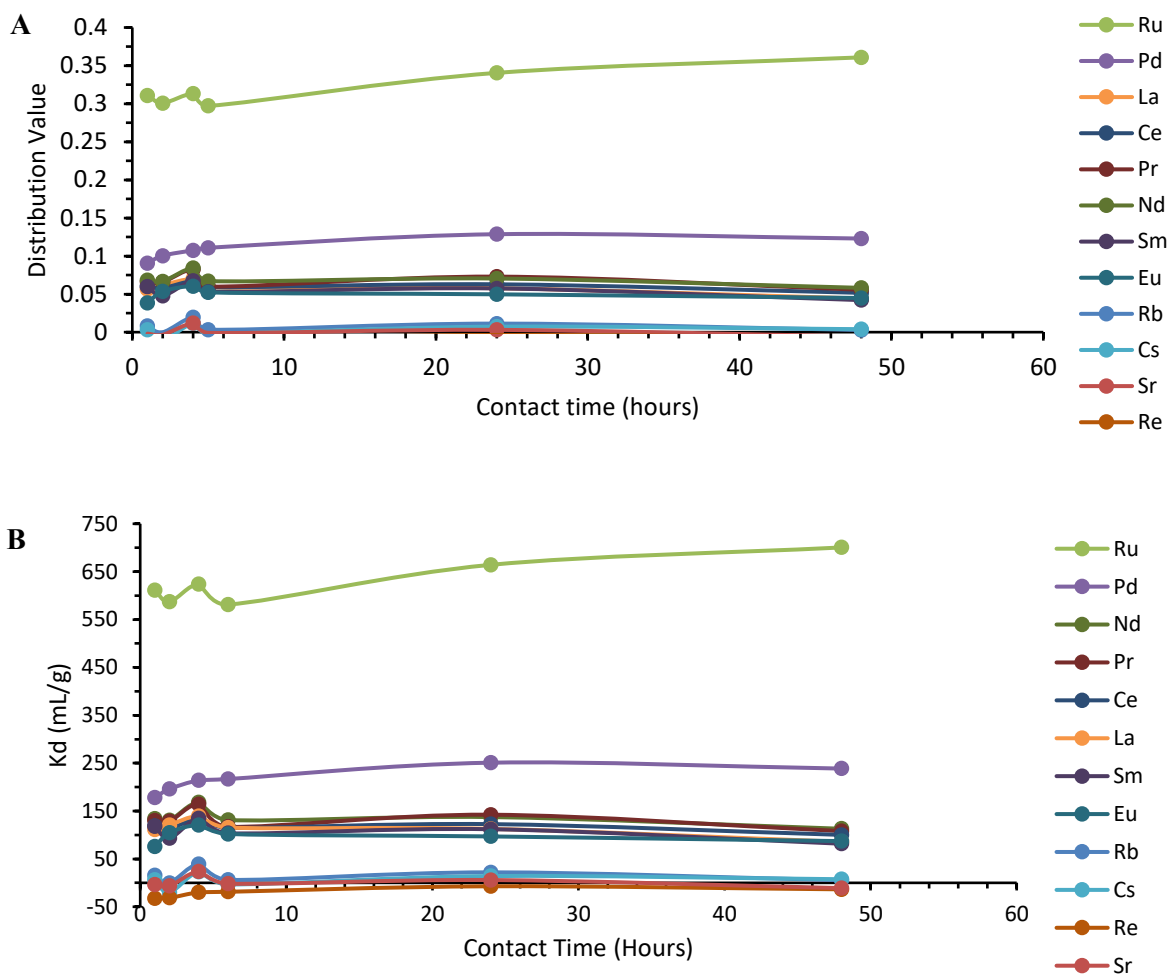 A
Distribution Value
0.4
0.35
0.3
0.25
0.2
0.15
0.1
0.05
0
0 10 20 30 40 50 60
Contact time (hours)
Ru
Pd
La
Ce
Pr
Nd
Sm
Eu
Rb
Cs
Sr
Re
B
Kd (mL/g)
750
650
550
450
350
250
150
50
-50
0 10 20 30 40 50 60
Contact Time (Hours)
Ru
Pd
Nd
Pr
Ce
La
Sm
Eu
Rb
Cs
Re
Sr